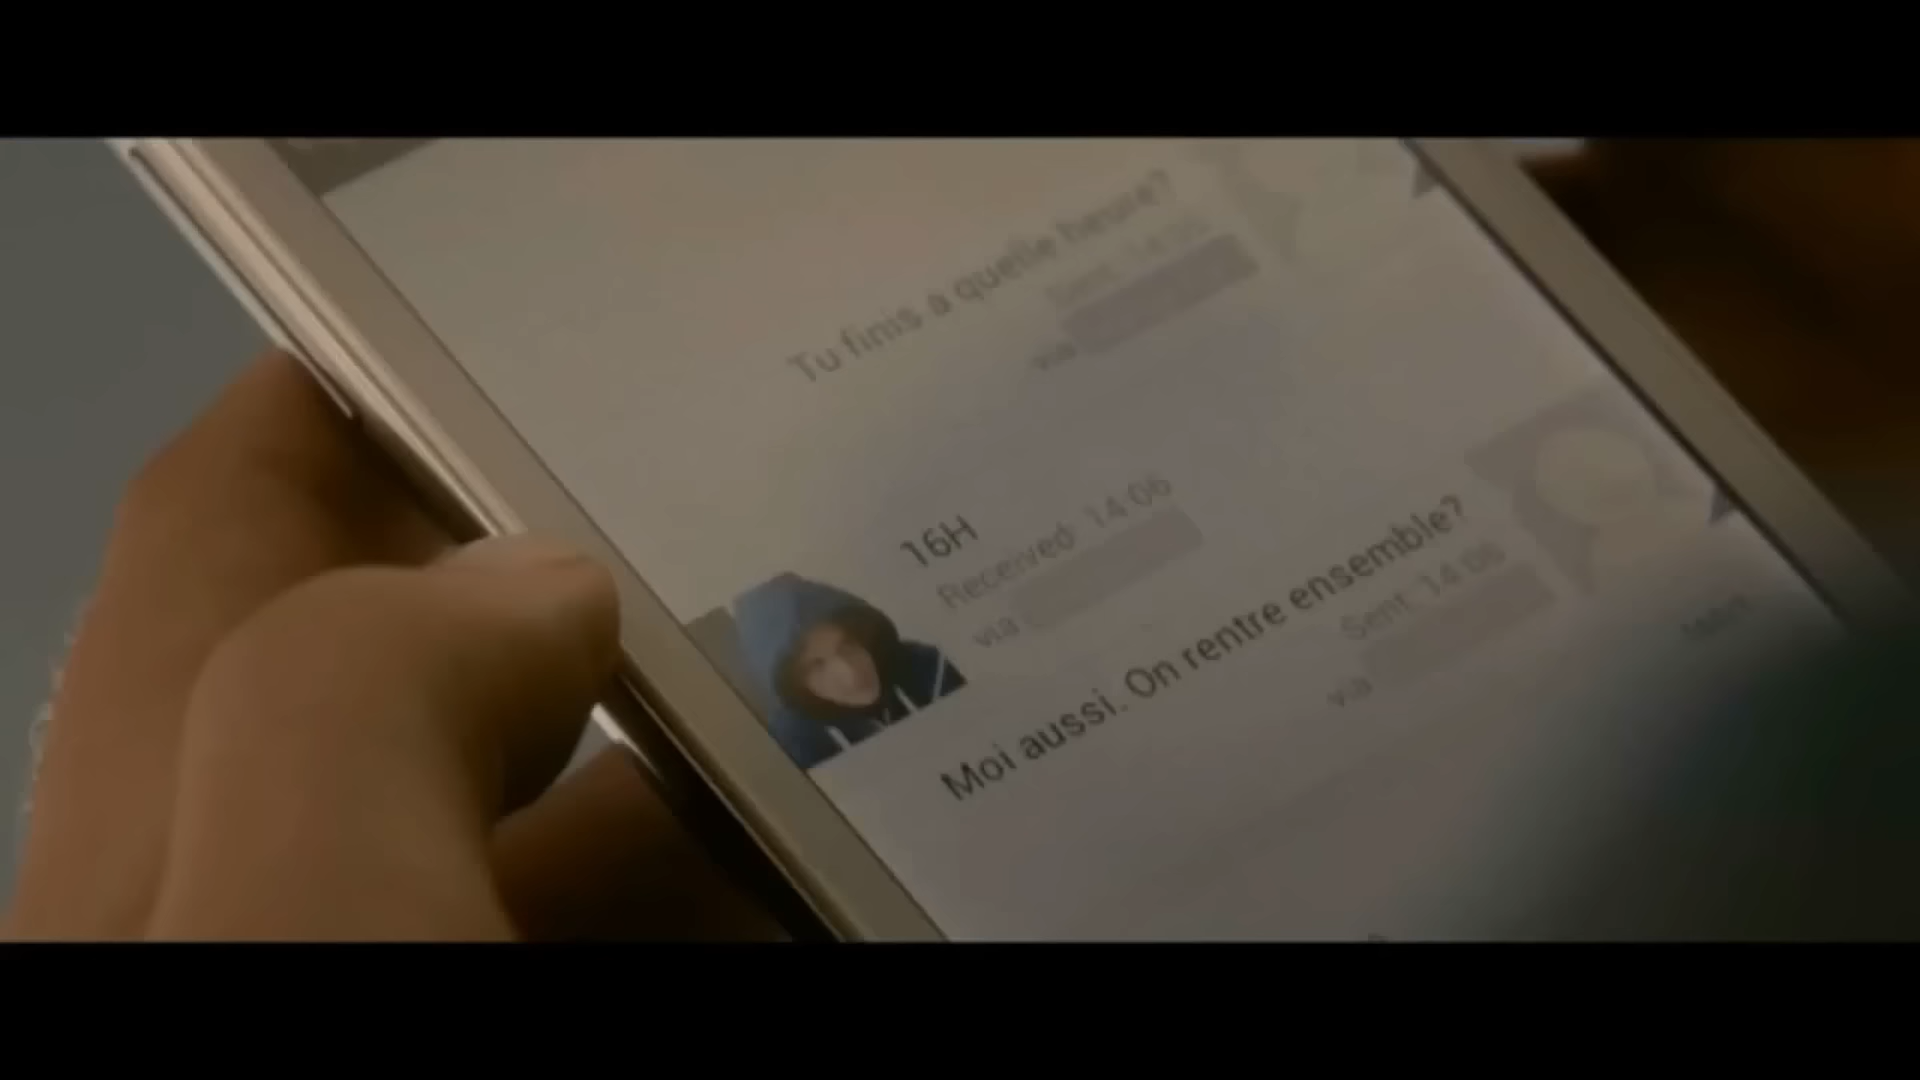 Tu finis a quelle heure?
Sent: 14:06
via
16H
Received: 14:06
via
Moi aussi. On rentre ensemble?
Sent: 14:06
via